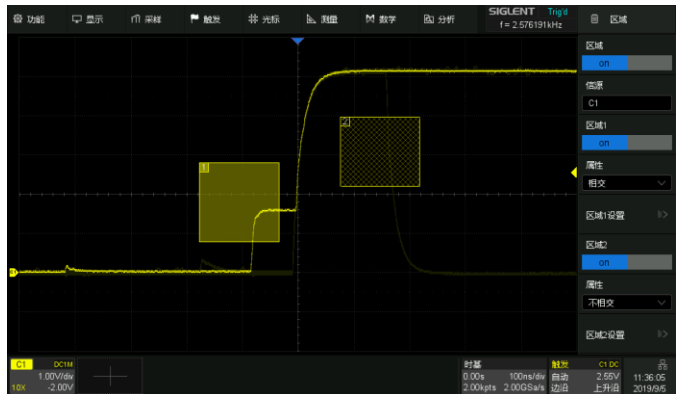 功能 显示 采样 触发 光标 测量 数学 分析 SIGLENT Trig'd 区域
f = 2.576191kHz
区域
on
信源
C1
区域1
on
属性
相交
区域1设置
区域2
on
属性
不相交
区域2设置
1
2
C1 DC1M
1.00V/div
10X -2.00V
时基
0.00s 100ns/div
2.00kpts 2.00GSa/s
触发 C1 DC
自动 2.55V
边沿 上升沿
11:36:05
2019/9/5